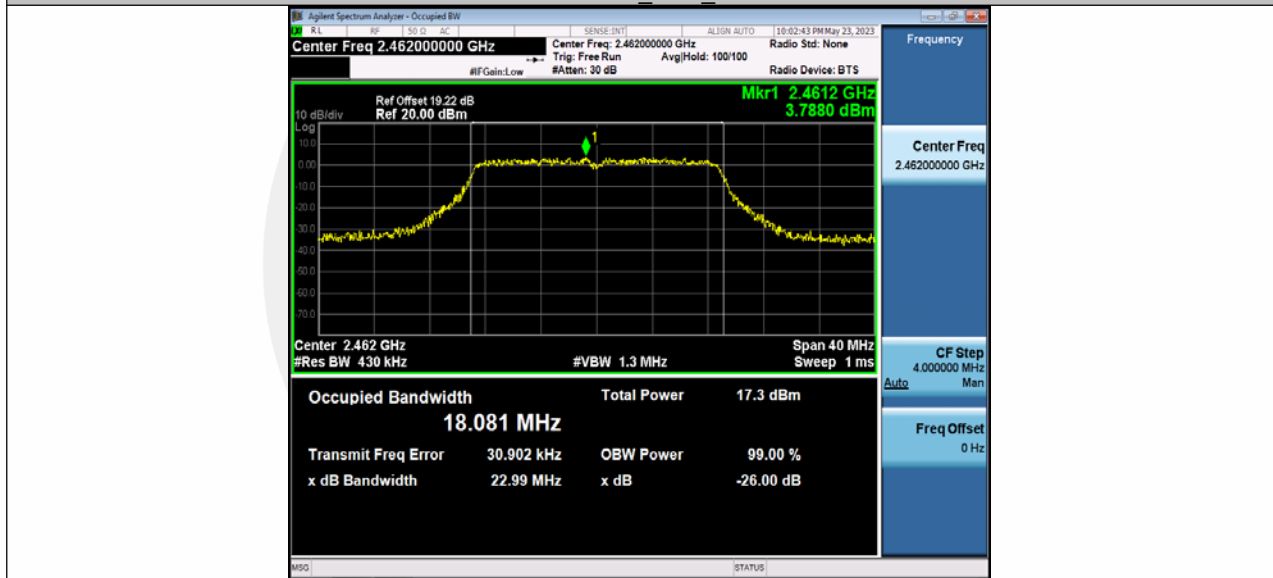 Agilent Spectrum Analyzer - Occupied BW
RL RF 50 Ω AC SENSE:INT ALIGN AUTO 10:02:43 PM May 23, 2023
Center Freq 2.462000000 GHz
Center Freq: 2.462000000 GHz Radio Std: None
Trig: Free Run Avg|Hold: 100/100
#IFGain:Low #Atten: 30 dB Radio Device: BTS
Mkr1 2.4612 GHz
3.7880 dBm
Ref Offset 19.22 dB
10 dB/div Ref 20.00 dBm
Log
10.0
1
0.00
-10.0
-20.0
-30.0
-40.0
-50.0
-60.0
-70.0
Center 2.462 GHz Span 40 MHz
#Res BW 430 kHz #VBW 1.3 MHz Sweep 1 ms
Occupied Bandwidth Total Power 17.3 dBm
18.081 MHz
Transmit Freq Error 30.902 kHz OBW Power 99.00 %
x dB Bandwidth 22.99 MHz x dB -26.00 dB
MSG STATUS
Frequency
Center Freq
2.462000000 GHz
CF Step
4.000000 MHz
Auto Man
Freq Offset
0 Hz